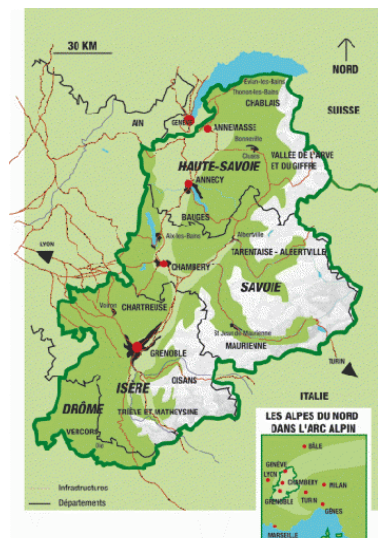 30 KM
NORD
Evian-les-Bains
Thonon-les-Bains
CHABLAIS
SUISSE
AIN
GENEVE
ANNEMASSE
Bonneville
Cluses
VALLÉE DE L'ARVE
ET DU GIFFRE
HAUTE-SAVOIE
ANNECY
BAUGES
Aix-les-Bains
Albertville
LYON
TARENTAISE - ALBERTVILLE
CHAMBERY
SAVOIE
Voiron
CHARTREUSE
St Jean de Maurienne
MAURIENNE
GRENOBLE
TURIN
OISANS
ISÈRE
ITALIE
DRÔME
TRIÈVE ET MATHEYSINE
VERCORS
Die
LES ALPES DU NORD
DANS L'ARC ALPIN
BÂLE
GENÈVE
LYON
CHAMBERY
MILAN
GRENOBLE
TURIN
GÊNES
MARSEILLE
Infrastructures
Départements